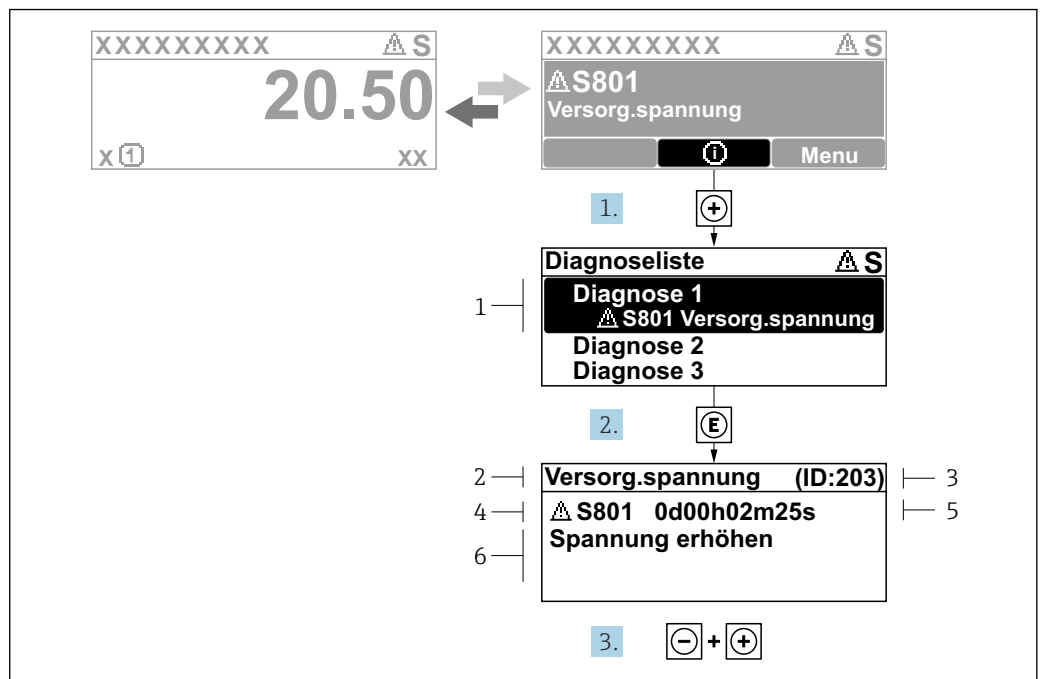 XXXXXXXXX ⚠ S
20.50
x ① xx
XXXXXXXXX ⚠ S
⚠ S801
Versorg.spannung
ⓘ Menu
1. +
Diagnoseliste ⚠ S
1
Diagnose 1
⚠ S801 Versorg.spannung
Diagnose 2
Diagnose 3
2. E
2 Versorg.spannung (ID:203) 3
4 ⚠ S801 0d00h02m25s 5
6 Spannung erhöhen
3. - + +